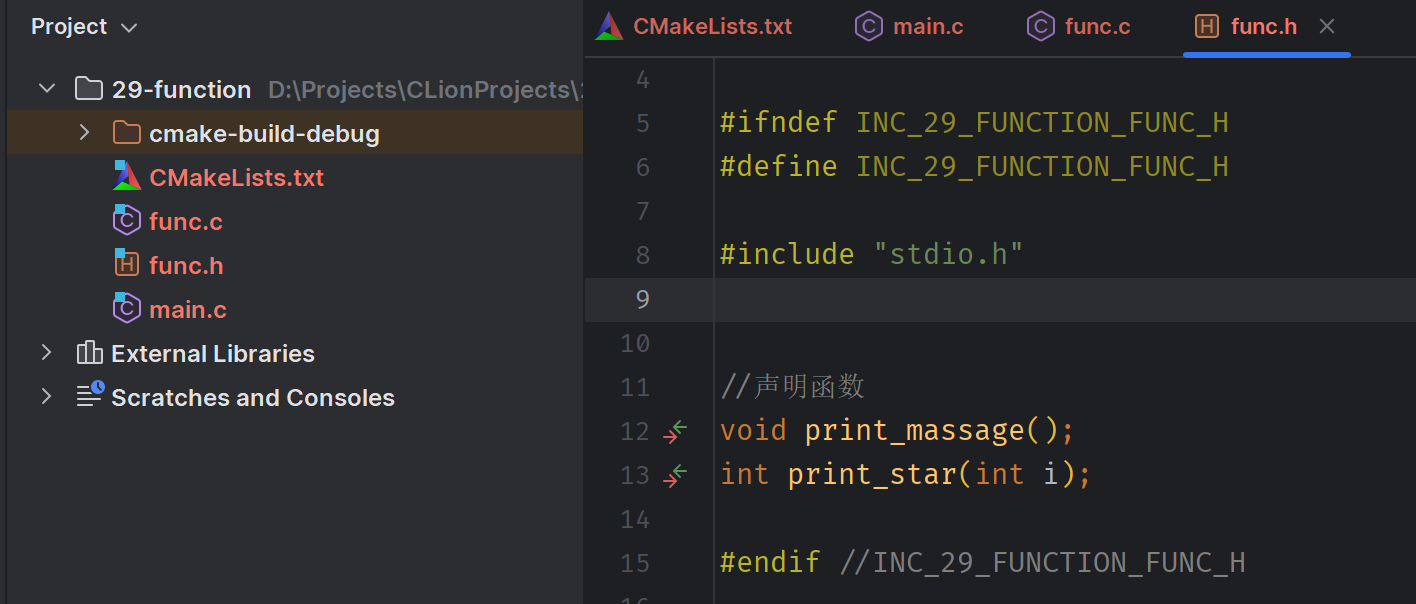 Project
29-function D:\Projects\CLionProjects\
cmake-build-debug
CMakeLists.txt
func.c
func.h
main.c
External Libraries
Scratches and Consoles
CMakeLists.txt main.c func.c func.h
4
5 #ifndef INC_29_FUNCTION_FUNC_H
6 #define INC_29_FUNCTION_FUNC_H
7
8 #include "stdio.h"
9
10
11 //声明函数
12 void print_massage();
13 int print_star(int i);
14
15 #endif //INC_29_FUNCTION_FUNC_H